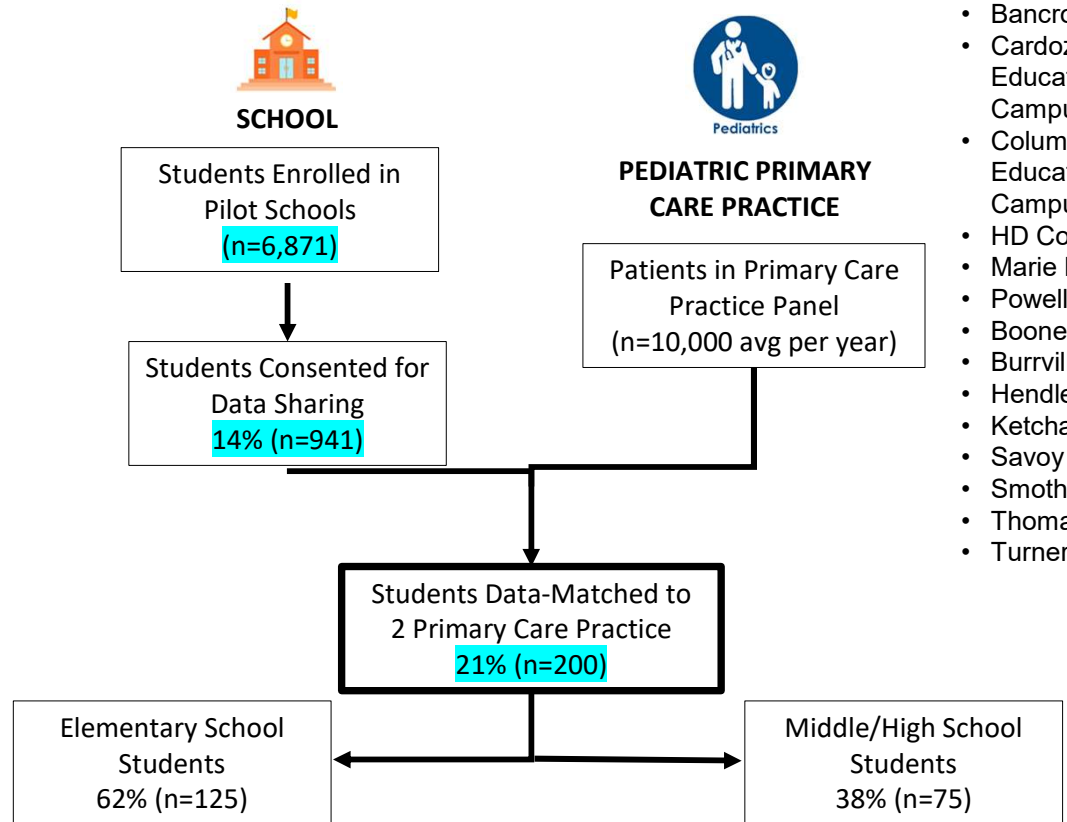 SCHOOL
Students Enrolled in
Pilot Schools
(n=6,871)
Students Consented for
Data Sharing
14% (n=941)
Pediatrics
PEDIATRIC PRIMARY
CARE PRACTICE
Patients in Primary Care
Practice Panel
(n=10,000 avg per year)
Students Data-Matched to
2 Primary Care Practice
21% (n=200)
Elementary School
Students
62% (n=125)
Middle/High School
Students
38% (n=75)
•
•
•
• HD
• Marie
• Powell
• Boone
•
•
•
• Savoy
•
•
• Turner